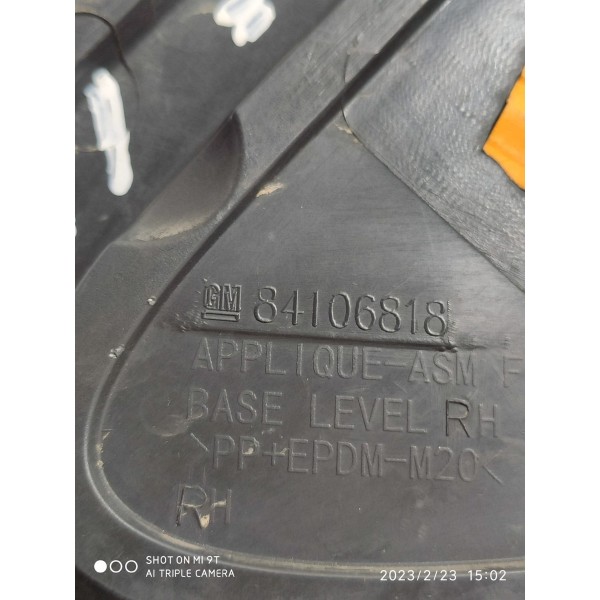 GM 84106818
APPLIQUE-ASM F
BASE LEVEL RH
>PP+EPDM-M20<
RH
SHOT ON MI 9T
AI TRIPLE CAMERA
2023/2/23 15:02